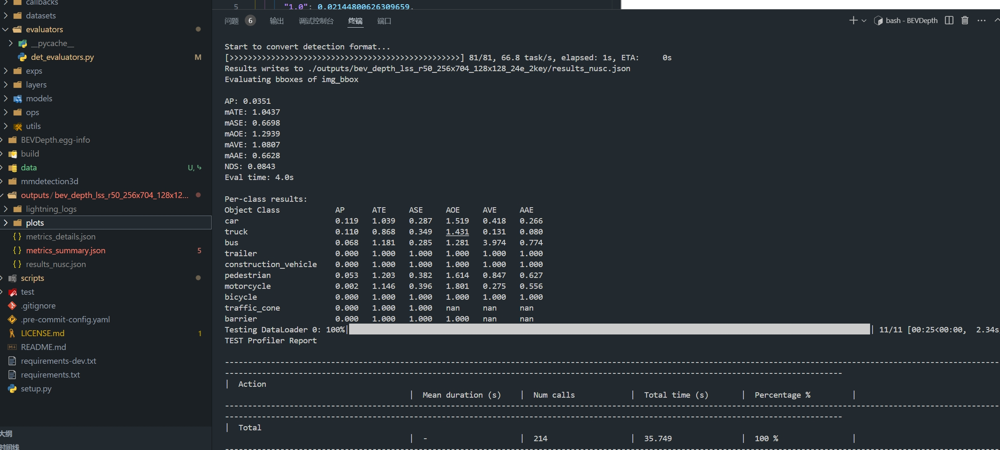 callbacks
datasets
evaluators
__pycache__
det_evaluators.py M
exps
layers
models
ops
utils
BEVDepth.egg-info
build
data U,
mmdetection3d
outputs/bev_depth_lss_r50_256x704_128x12...
lightning_logs
plots
metrics_details.json
metrics_summary.json 5
results_nusc.json
scripts
test
.gitignore
.pre-commit-config.yaml
LICENSE.md 1
README.md
requirements-dev.txt
requirements.txt
setup.py
大纲
时间线
5 "1.0": 0.02144800626309659,
问题 6 输出 调试控制台 终端 端口 bash - BEVDepth
Start to convert detection format...
[>>>>>>>>>>>>>>>>>>>>>>>>>>>>>>>>>>>>>>>>>>>>>>>>>>] 81/81, 66.8 task/s, elapsed: 1s, ETA: 0s
Results writes to ./outputs/bev_depth_lss_r50_256x704_128x128_24e_2key/results_nusc.json
Evaluating bboxes of img_bbox
AP: 0.0351
mATE: 1.0437
mASE: 0.6698
mAOE: 1.2939
mAVE: 1.0807
mAAE: 0.6628
NDS: 0.0843
Eval time: 4.0s
Per-class results:
Object Class AP ATE ASE AOE AVE AAE
car 0.119 1.039 0.287 1.519 0.418 0.266
truck 0.110 0.868 0.349 1.431 0.131 0.080
bus 0.068 1.181 0.285 1.281 3.974 0.774
trailer 0.000 1.000 1.000 1.000 1.000 1.000
construction_vehicle 0.000 1.000 1.000 1.000 1.000 1.000
pedestrian 0.053 1.203 0.382 1.614 0.847 0.627
motorcycle 0.002 1.146 0.396 1.801 0.275 0.556
bicycle 0.000 1.000 1.000 1.000 1.000 1.000
traffic_cone 0.000 1.000 1.000 nan nan nan
barrier 0.000 1.000 1.000 1.000 nan nan
Testing DataLoader 0: 100%| | 11/11 [00:25<00:00, 2.34s
TEST Profiler Report
| Action
| Mean duration (s) | Num calls | Total time (s) | Percentage % |
| Total
| - | 214 | 35.749 | 100 % |